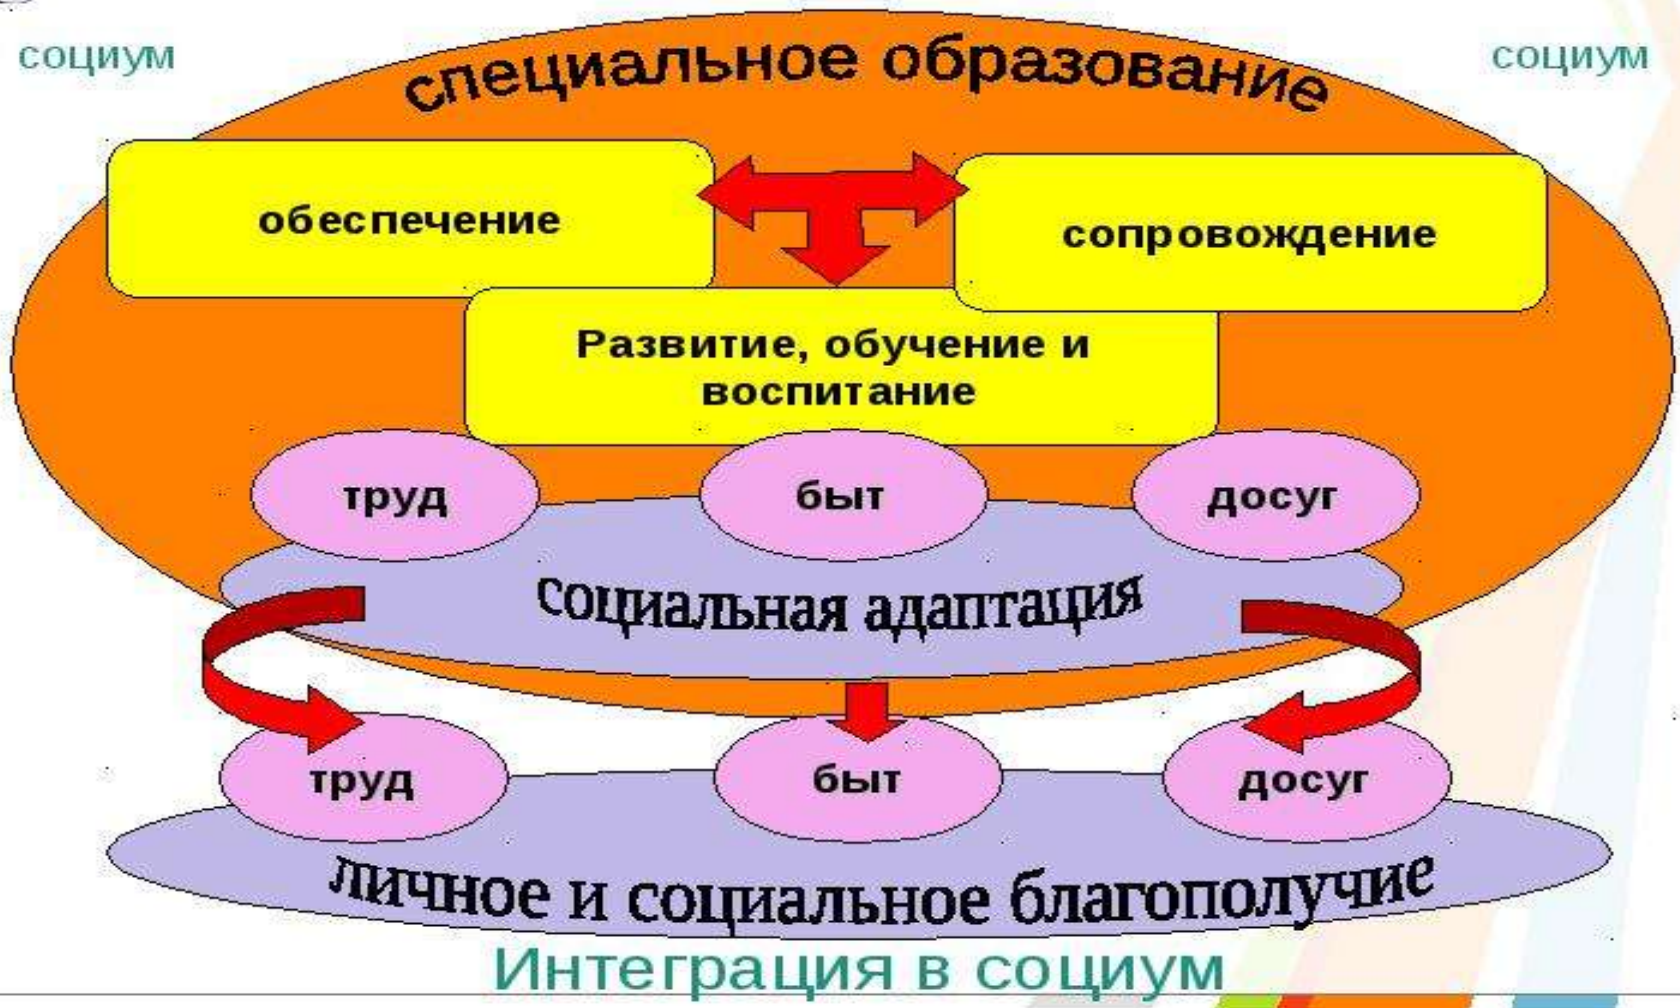 социум
социум
специальное образование
обеспечение
сопровождение
Развитие, обучение и
воспитание
труд
быт
досуг
социальная адаптация
труд
быт
досуг
личное и социальное благополучие
Интеграция в социум